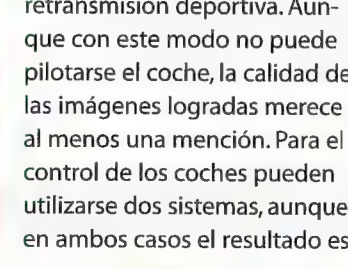 retransmisión deportiva. Aun-
que con este modo no puede
pilotarse el coche, la calidad de
las imágenes logradas merece
al menos una mención. Para el
control de los coches pueden
utilizarse dos sistemas, aunque
en ambos casos el resultado es